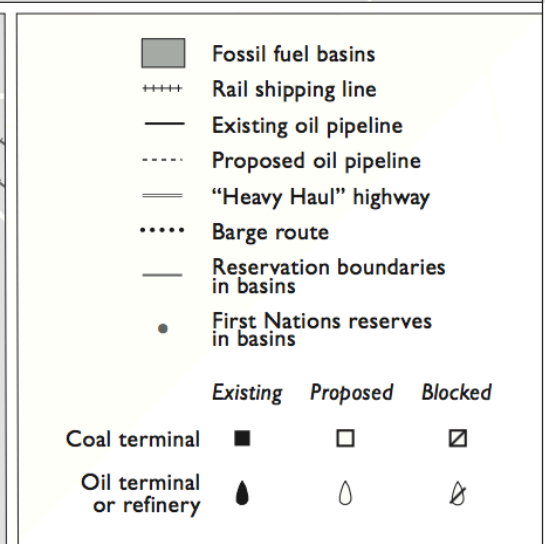 Fossil fuel basins
Rail shipping line
Existing oil pipeline
Proposed oil pipeline
“Heavy Haul” highway
Barge route
Reservation boundaries
in basins
First Nations reserves
in basins
Existing Proposed Blocked
Coal terminal
Oil terminal
or refinery